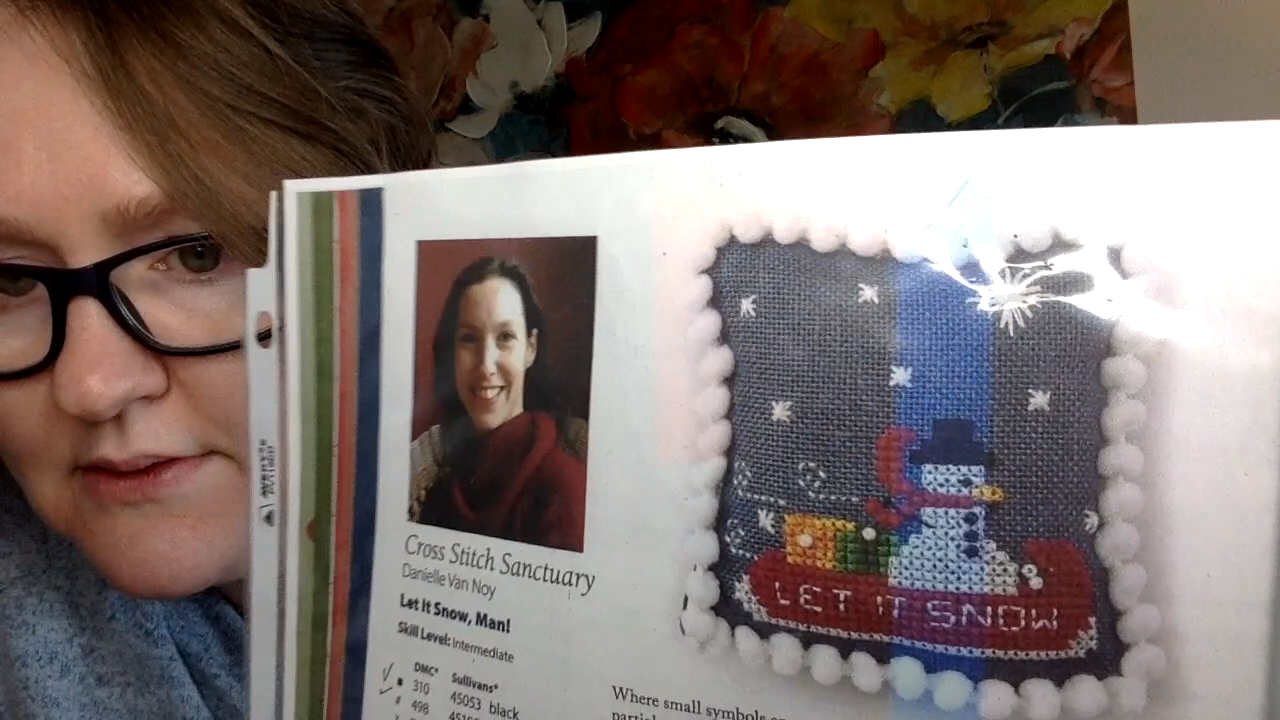 Cross Stitch Sanctuary
Danielle Van Noy
Let It Snow, Man!
Skill Level: Intermediate
DMC® Sullivans®
310 45053 black
498
LET IT SNOW
Where small symbols